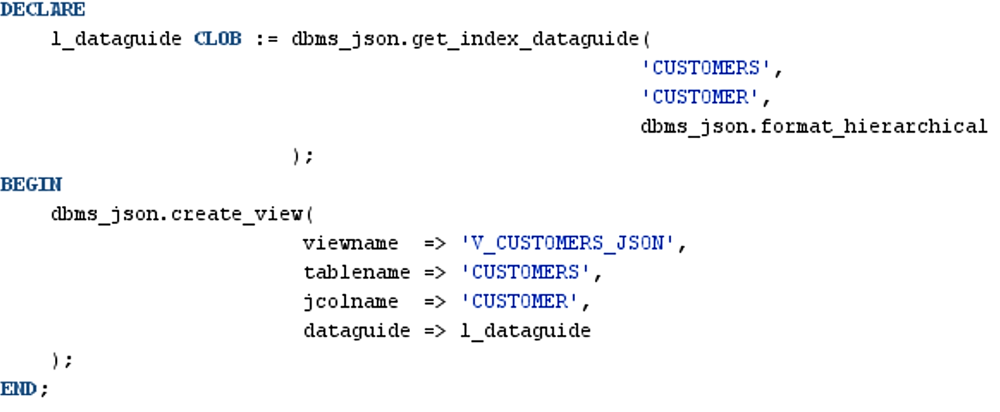 DECLARE
l_dataguide CLOB := dbms_json.get_index_dataguide(
'CUSTOMERS',
'CUSTOMER',
dbms_json.format_hierarchical
);
BEGIN
dbms_json.create_view(
viewname => 'V_CUSTOMERS_JSON',
tablename => 'CUSTOMERS',
jcolname => 'CUSTOMER',
dataguide => l_dataguide
);
END;